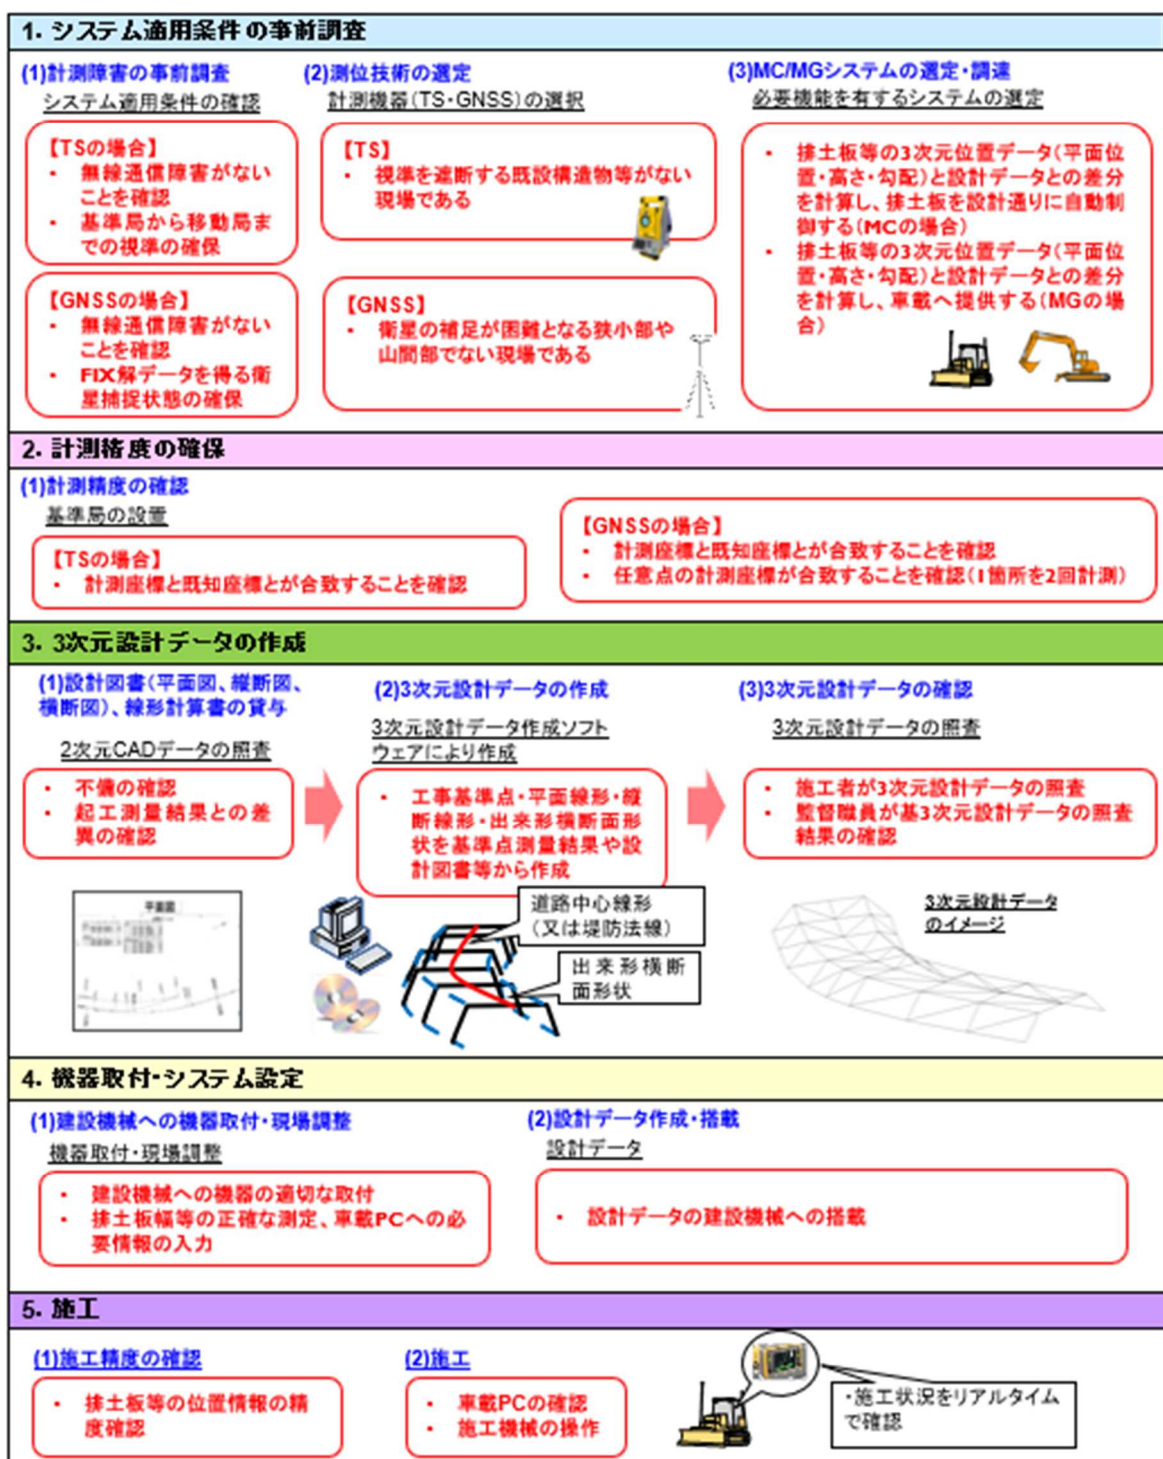 1. システム適用条件の事前調査
(1)計測障害の事前調査
システム適用条件の確認
【TSの場合】
・ 無線通信障害がない
ことを確認
・ 基準局から移動局ま
での視準の確保
【GNSSの場合】
・ 無線通信障害がない
ことを確認
・ FIX解データを得る衛
星捕捉状態の確保
(2)測位技術の選定
計測機器(TS・GNSS)の選択
【TS】
・ 視準を遮断する既設構造物等がない
現場である
【GNSS】
・ 衛星の補足が困難となる狭小部や
山間部でない現場である
(3)MC/MGシステムの選定・調達
必要機能を有するシステムの選定
・ 排土板等の3次元位置データ(平面位
置・高さ・勾配)と設計データとの差分
を計算し、排土板を設計通りに自動制
御する(MCの場合)
・ 排土板等の3次元位置データ(平面位
置・高さ・勾配)と設計データとの差分
を計算し、車載へ提供する(MGの場
合)
2. 計測精度の確保
(1)計測精度の確認
基準局の設置
【TSの場合】
・ 計測座標と既知座標とが合致することを確認
【GNSSの場合】
・ 計測座標と既知座標とが合致することを確認
・ 任意点の計測座標が合致することを確認(1箇所を2回計測)
3. 3次元設計データの作成
(1)設計図書(平面図、縦断図、
横断図)、線形計算書の貸与
2次元CADデータの照査
・ 不備の確認
・ 起工測量結果との差
異の確認
平面図
(2)3次元設計データの作成
3次元設計データ作成ソフト
ウェアにより作成
・ 工事基準点・平面線形・縦
断線形・出来形横断面形
状を基準点測量結果や設
計図書等から作成
道路中心線形
(又は堤防法線)
出来形横断
面形状
(3)3次元設計データの確認
3次元設計データの照査
・ 施工者が3次元設計データの照査
・ 監督職員が基3次元設計データの照査
結果の確認
3次元設計データ
のイメージ
4. 機器取付・システム設定
(1)建設機械への機器取付・現場調整
機器取付・現場調整
・ 建設機械への機器の適切な取付
・ 排土板幅等の正確な測定、車載PCへの必
要情報の入力
(2)設計データ作成・搭載
設計データ
・ 設計データの建設機械への搭載
5. 施工
(1)施工精度の確認
・ 排土板等の位置情報の精
度確認
(2)施工
・ 車載PCの確認
・ 施工機械の操作
・施工状況をリアルタイム
で確認